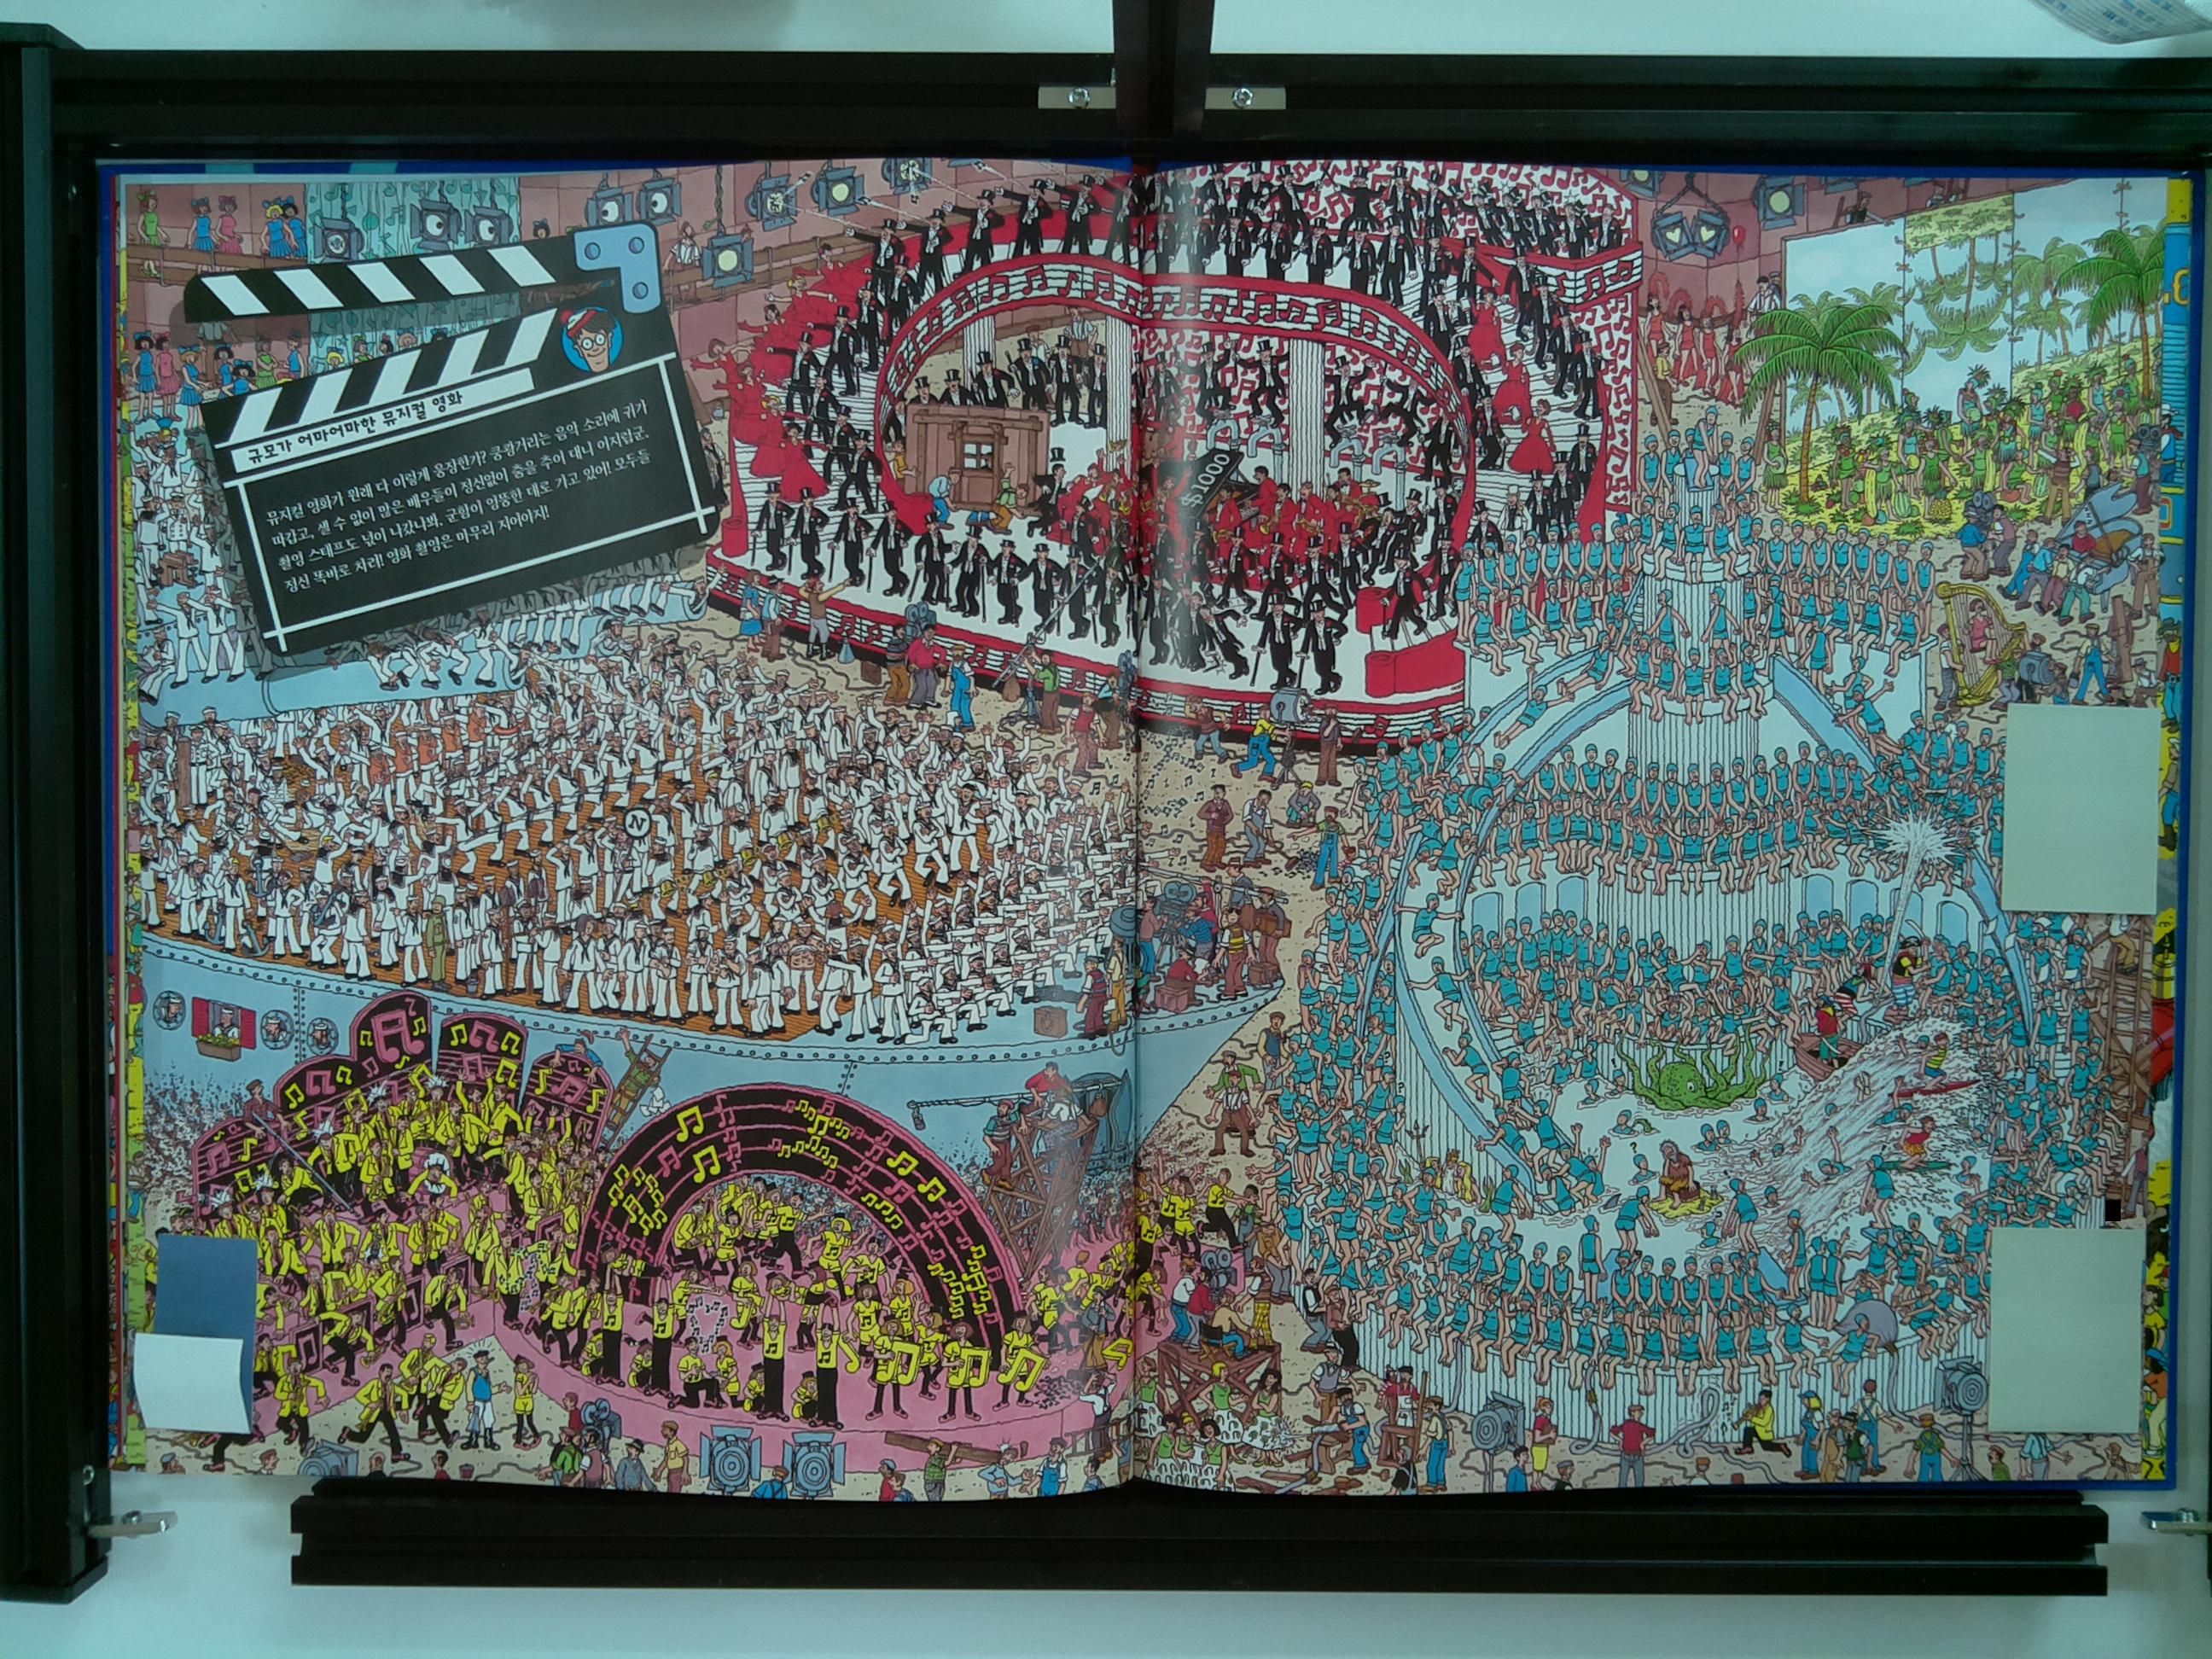 규모가 어마어마한 뮤지컬 영화
뮤지컬 영화가 원래 다 이렇게 웅장한가? 쿵쾅거리는 음악 소리에 귀가
따갑고, 셀 수 없이 많은 배우들이 정신없이 춤을 추어 대니 어지럽군.
촬영 스태프도 넋이 나갔나 봐. 군함이 엉뚱한 데로 가고 있어! 모두들
정신 똑바로 차려! 영화 촬영은 마무리 지어야지!
$1000
N